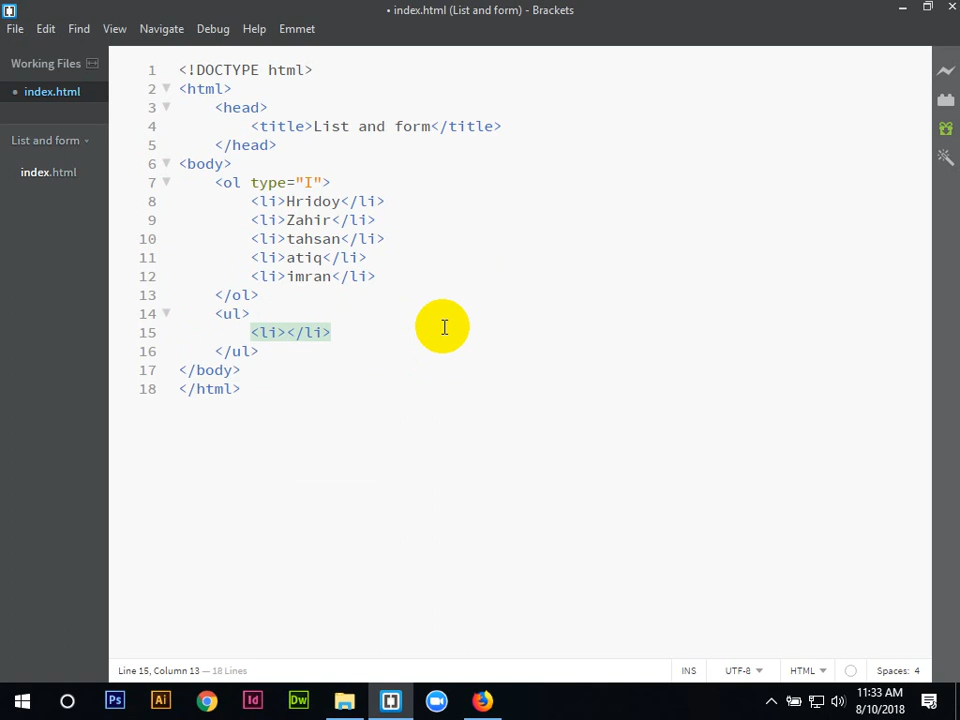 • index.html (List and form) - Brackets
File Edit Find View Navigate Debug Help Emmet
Working Files
• index.html
List and form
index.html
1 <!DOCTYPE html>
2 <html>
3 <head>
4 <title>List and form</title>
5 </head>
6 <body>
7 <ol type="I">
8 <li>Hridoy</li>
9 <li>Zahir</li>
10 <li>tahsan</li>
11 <li>atiq</li>
12 <li>imran</li>
13 </ol>
14 <ul>
15 <li></li>
16 </ul>
17 </body>
18 </html>
Line 15, Column 13 — 18 Lines
INS UTF-8 HTML Spaces: 4
Ps Ai Id Dw
11:33 AM
8/10/2018